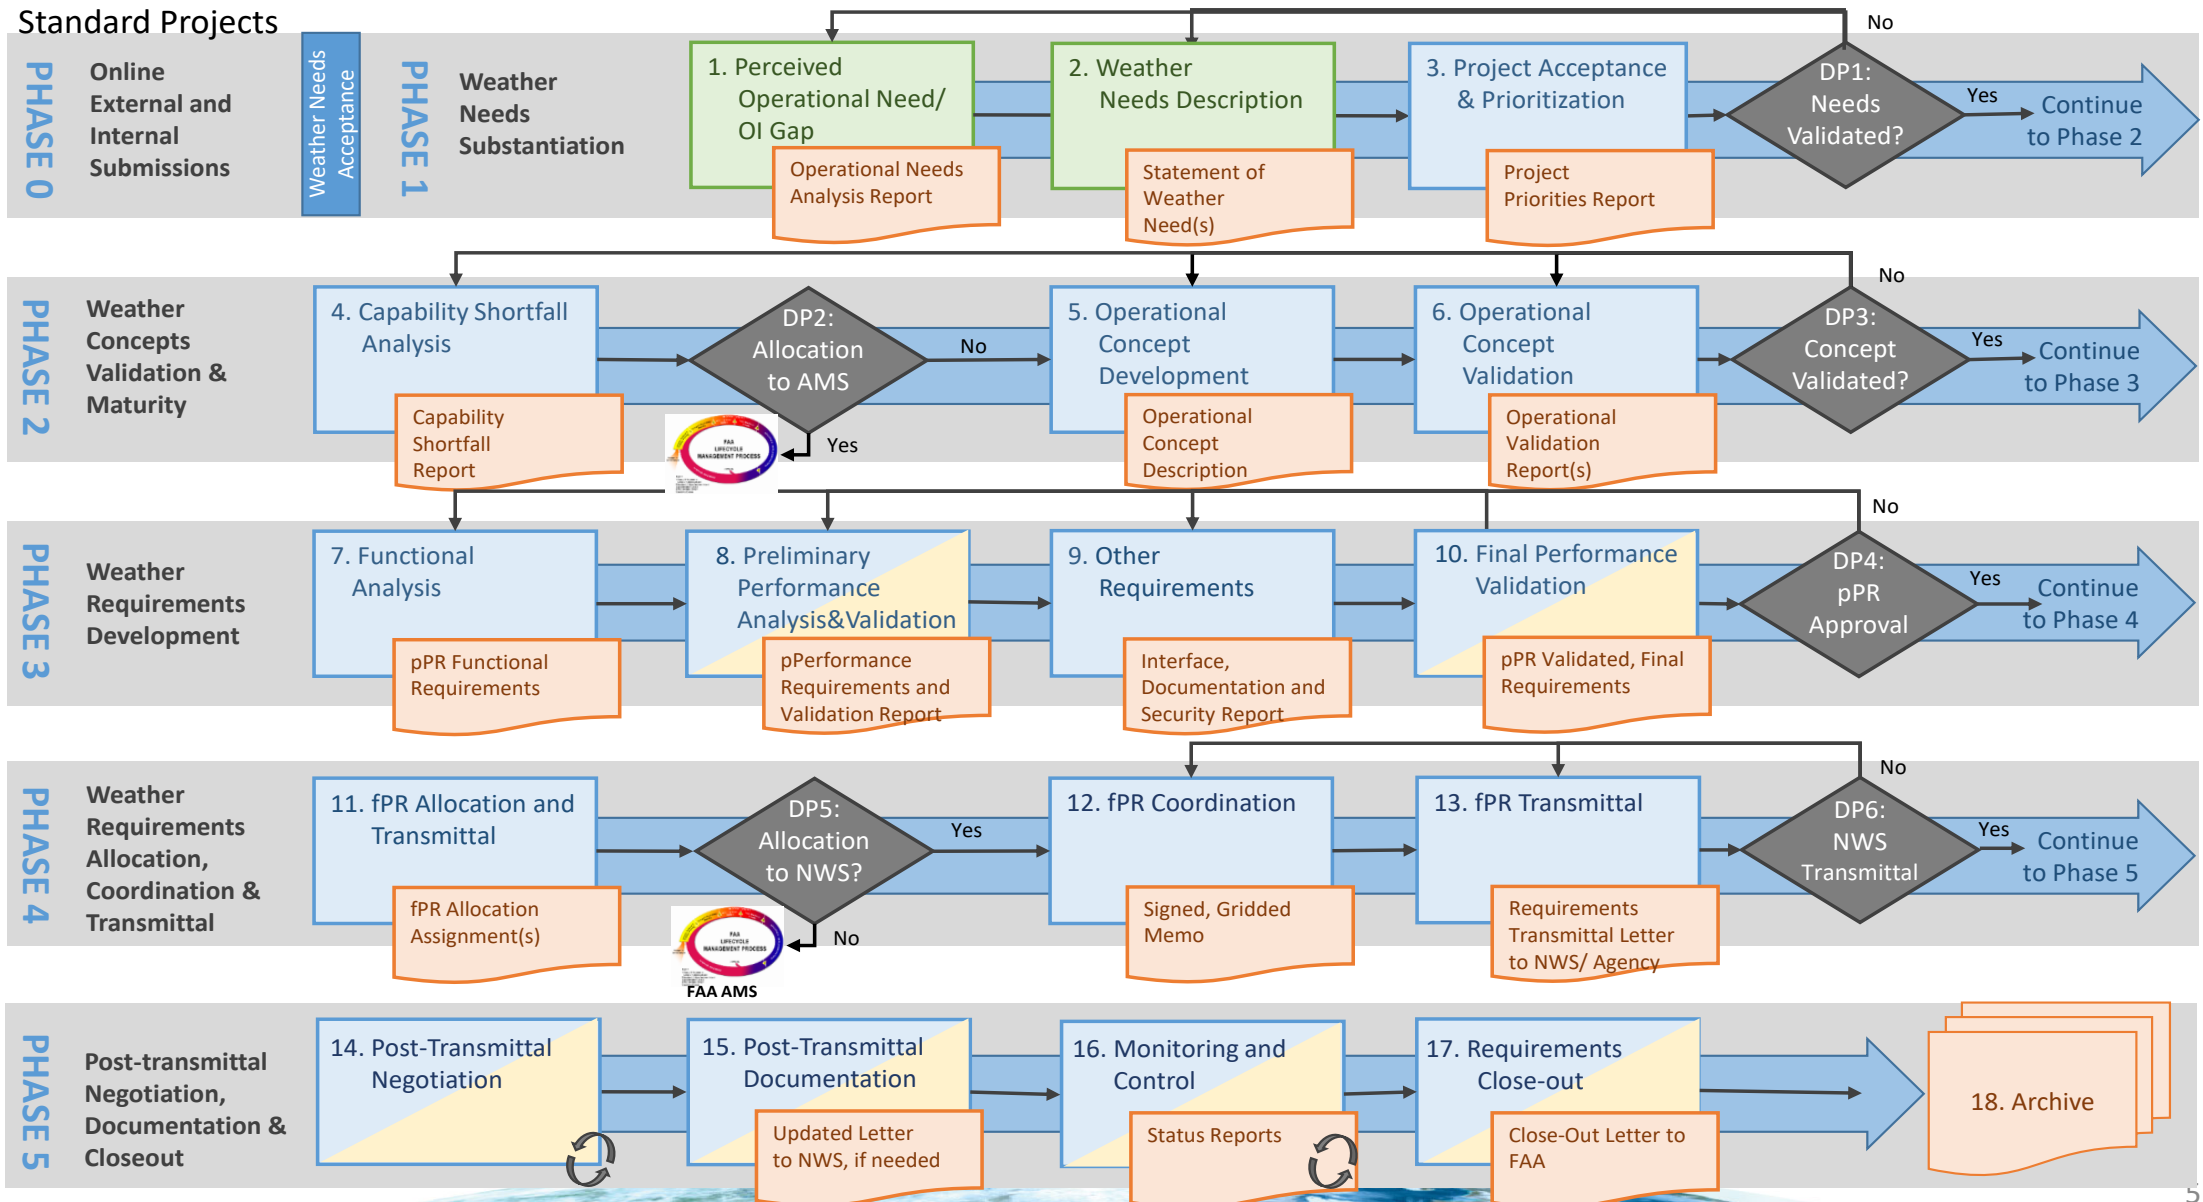 Standard Projects
PHASE 0
Online
External and
Internal
Submissions
Weather Needs
Acceptance
PHASE 1
Weather
Needs
Substantiation
1. Perceived
Operational Need/
OI Gap
Operational Needs
Analysis Report
2. Weather
Needs Description
Statement of
Weather
Need(s)
3. Project Acceptance
& Prioritization
Project
Priorities Report
DP1:
Needs
Validated?
No
Yes
Continue
to Phase 2
PHASE 2
Weather
Concepts
Validation &
Maturity
4. Capability Shortfall
Analysis
Capability
Shortfall
Report
DP2:
Allocation
to AMS
No
Yes
FAA
LIFECYCLE
MANAGEMENT PROCESS
5. Operational
Concept
Development
Operational
Concept
Description
6. Operational
Concept
Validation
Operational
Validation
Report(s)
DP3:
Concept
Validated?
No
Yes
Continue
to Phase 3
PHASE 3
Weather
Requirements
Development
7. Functional
Analysis
pPR Functional
Requirements
8. Preliminary
Performance
Analysis&Validation
pPerformance
Requirements and
Validation Report
9. Other
Requirements
Interface,
Documentation and
Security Report
10. Final Performance
Validation
pPR Validated, Final
Requirements
DP4:
pPR
Approval
No
Yes
Continue
to Phase 4
PHASE 4
Weather
Requirements
Allocation,
Coordination &
Transmittal
11. fPR Allocation and
Transmittal
fPR Allocation
Assignment(s)
DP5:
Allocation
to NWS?
Yes
No
FAA
LIFECYCLE
MANAGEMENT PROCESS
FAA AMS
12. fPR Coordination
Signed, Gridded
Memo
13. fPR Transmittal
Requirements
Transmittal Letter
to NWS/ Agency
DP6:
NWS
Transmittal
No
Yes
Continue
to Phase 5
PHASE 5
Post-transmittal
Negotiation,
Documentation &
Closeout
14. Post-Transmittal
Negotiation
15. Post-Transmittal
Documentation
Updated Letter
to NWS, if needed
16. Monitoring and
Control
Status Reports
17. Requirements
Close-out
Close-Out Letter to
FAA
18. Archive
5